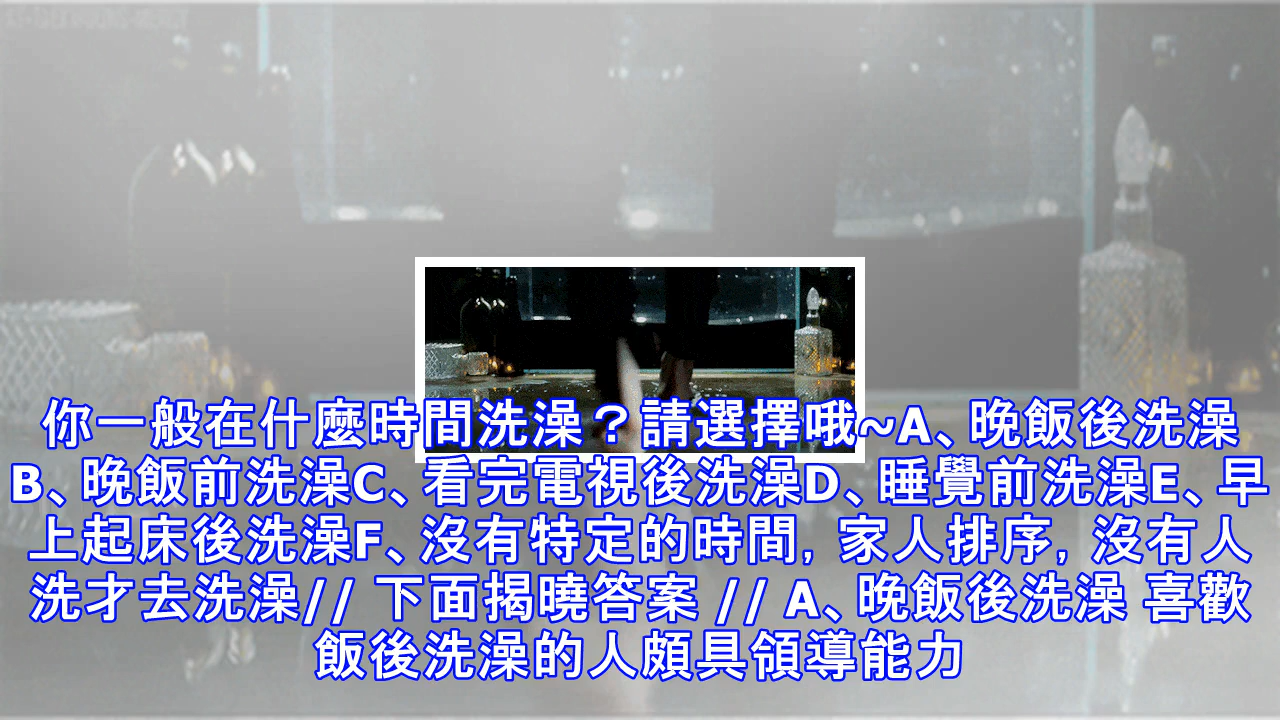 你一般在什麼時間洗澡？請選擇哦~A、晚飯後洗澡
B、晚飯前洗澡C、看完電視後洗澡D、睡覺前洗澡E、早
上起床後洗澡F、沒有特定的時間，家人排序，沒有人
洗才去洗澡// 下面揭曉答案 // A、晚飯後洗澡 喜歡
飯後洗澡的人頗具領導能力